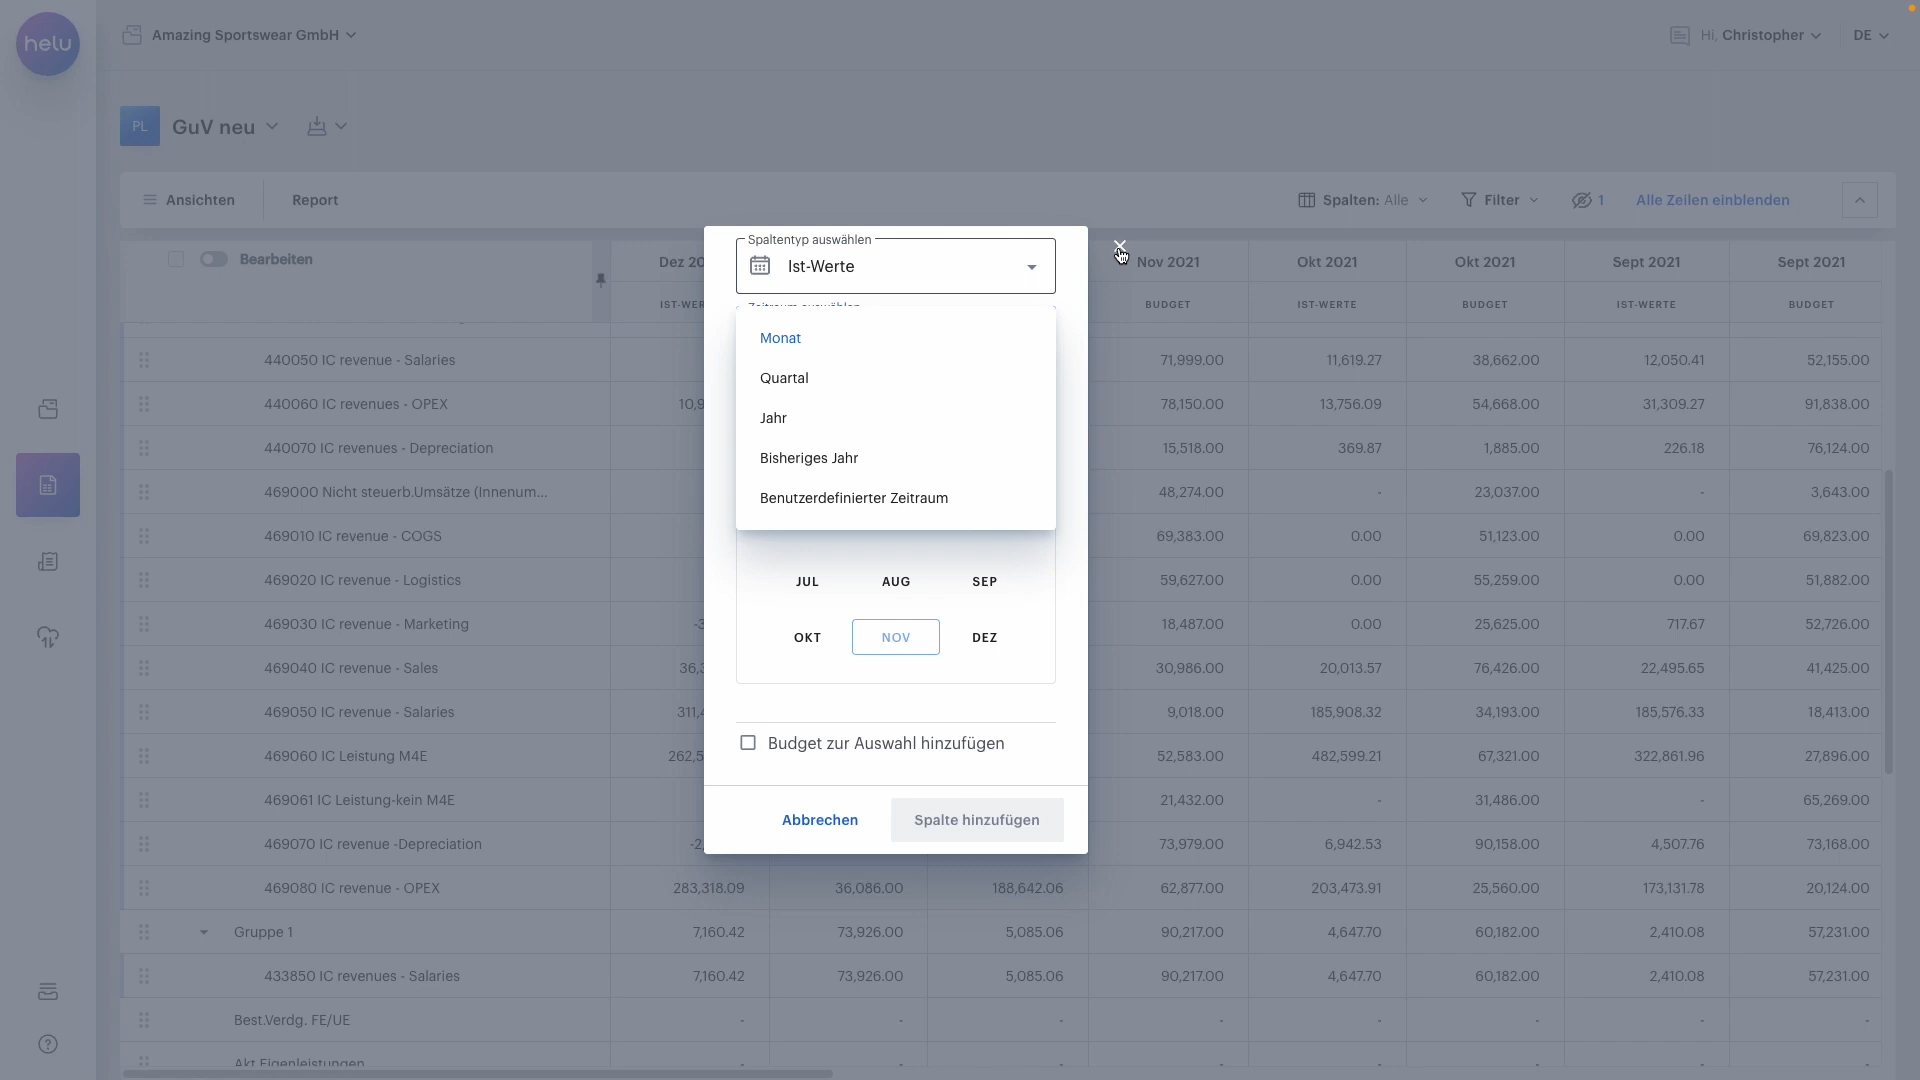 helu
Amazing Sportswear GmbH
Hi, Christopher
DE
PL
GuV neu
Ansichten
Report
Spalten: Alle
Filter
1
Alle Zeilen einblenden
Bearbeiten
Dez 20
Nov 2021
Okt 2021
Okt 2021
Sept 2021
Sept 2021
IST-WER
BUDGET
IST-WERTE
BUDGET
IST-WERTE
BUDGET
440050 IC revenue - Salaries
71,999.00
11,619.27
38,662.00
12,050.41
52,155.00
440060 IC revenues - OPEX
10,9
78,150.00
13,756.09
54,668.00
31,309.27
91,838.00
440070 IC revenues - Depreciation
15,518.00
369.87
1,885.00
226.18
76,124.00
469000 Nicht steuerb.Umsätze (Innenum...
48,274.00
-
23,037.00
-
3,643.00
469010 IC revenue - COGS
69,383.00
0.00
51,123.00
0.00
69,823.00
469020 IC revenue - Logistics
59,627.00
0.00
55,259.00
0.00
51,882.00
469030 IC revenue - Marketing
-3
18,487.00
0.00
25,625.00
717.67
52,726.00
469040 IC revenue - Sales
36,3
30,986.00
20,013.57
76,426.00
22,495.65
41,425.00
469050 IC revenue - Salaries
311,4
9,018.00
185,908.32
34,193.00
185,576.33
18,413.00
469060 IC Leistung M4E
262,5
52,583.00
482,599.21
67,321.00
322,861.96
27,896.00
469061 IC Leistung-kein M4E
21,432.00
-
31,486.00
-
65,269.00
469070 IC revenue -Depreciation
-2,
73,979.00
6,942.53
90,158.00
4,507.76
73,168.00
469080 IC revenue - OPEX
283,318.09
36,086.00
188,642.06
62,877.00
203,473.91
25,560.00
173,131.78
20,124.00
Gruppe 1
7,160.42
73,926.00
5,085.06
90,217.00
4,647.70
60,182.00
2,410.08
57,231.00
433850 IC revenues - Salaries
7,160.42
73,926.00
5,085.06
90,217.00
4,647.70
60,182.00
2,410.08
57,231.00
Best.Verdg. FE/UE
-
-
-
-
-
-
-
-
Akt Eigenleistungen
Spaltentyp auswählen
Ist-Werte
Zeitraum auswählen
Monat
Quartal
Jahr
Bisheriges Jahr
Benutzerdefinierter Zeitraum
JUL
AUG
SEP
OKT
NOV
DEZ
Budget zur Auswahl hinzufügen
Abbrechen
Spalte hinzufügen